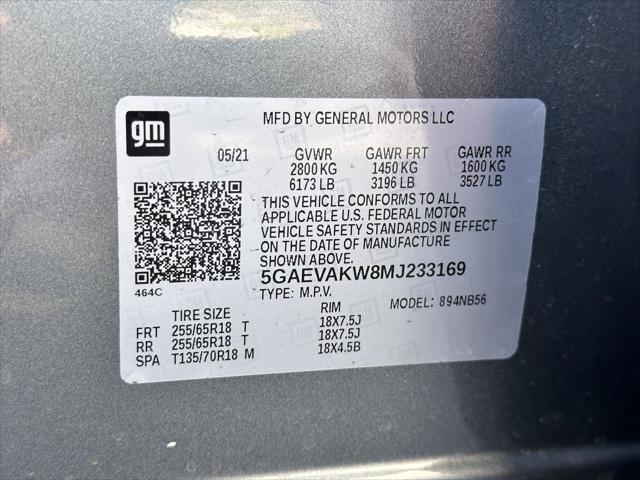 gm
MFD BY GENERAL MOTORS LLC
05/21 GVWR GAWR FRT GAWR RR
2800 KG 1450 KG 1600 KG
6173 LB 3196 LB 3527 LB
THIS VEHICLE CONFORMS TO ALL
APPLICABLE U.S. FEDERAL MOTOR
VEHICLE SAFETY STANDARDS IN EFFECT
ON THE DATE OF MANUFACTURE
SHOWN ABOVE.
5GAEVAKW8MJ233169
464C
TYPE: M.P.V. MODEL: 894NB56
TIRE SIZE RIM
FRT 255/65R18 T 18X7.5J
RR 255/65R18 T 18X7.5J
SPA T135/70R18 M 18X4.5B